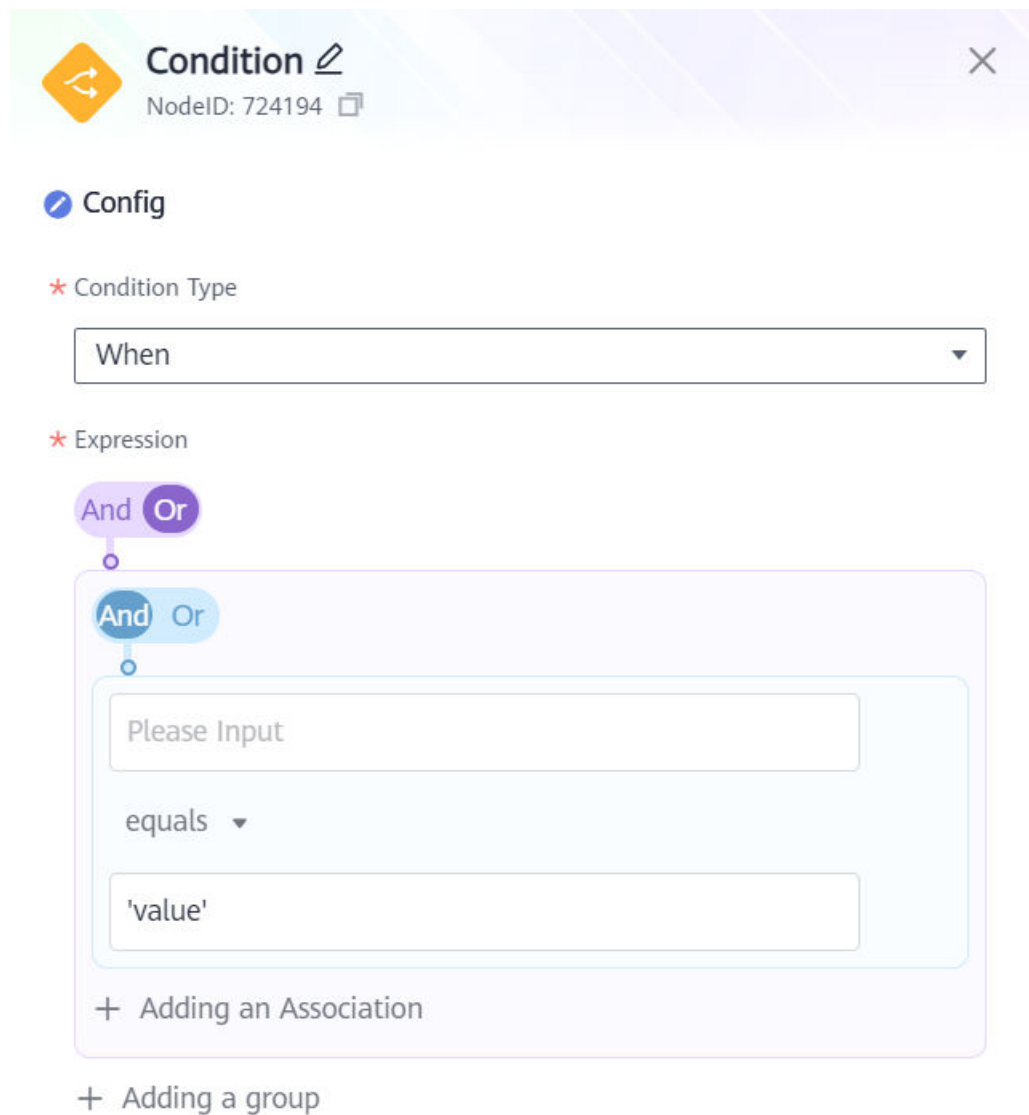 Condition
NodeID: 724194
Config
* Condition Type
When
* Expression
And Or
And Or
Please Input
equals
'value'
+ Adding an Association
+ Adding a group